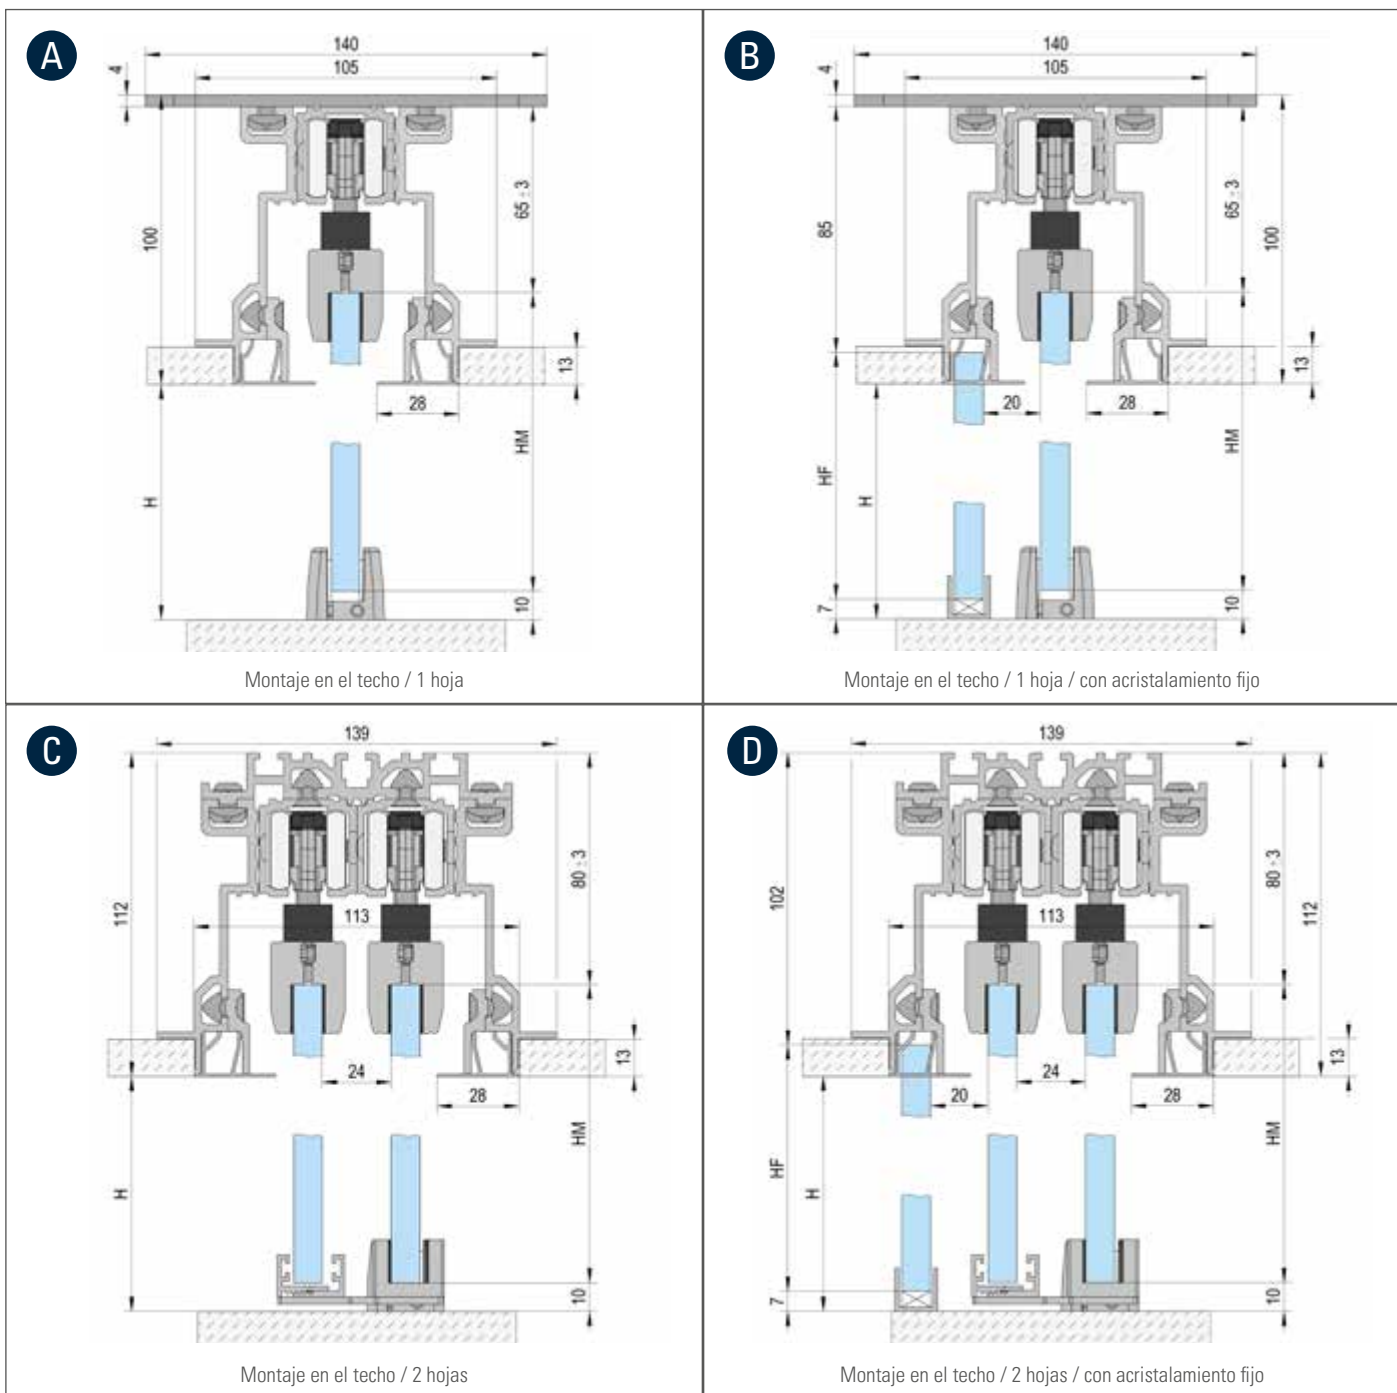 A
140
105
4
100
65 ± 3
13
28
HM
H
10
Montaje en el techo / 1 hoja
B
140
105
4
85
65 ± 3
100
13
20
28
HF
H
HM
7
10
Montaje en el techo / 1 hoja / con acristalamiento fijo
C
139
112
80 ± 3
113
13
24
28
HM
H
10
Montaje en el techo / 2 hojas
D
139
102
80 ± 3
112
113
13
20
24
28
HF
H
HM
7
10
Montaje en el techo / 2 hojas / con acristalamiento fijo